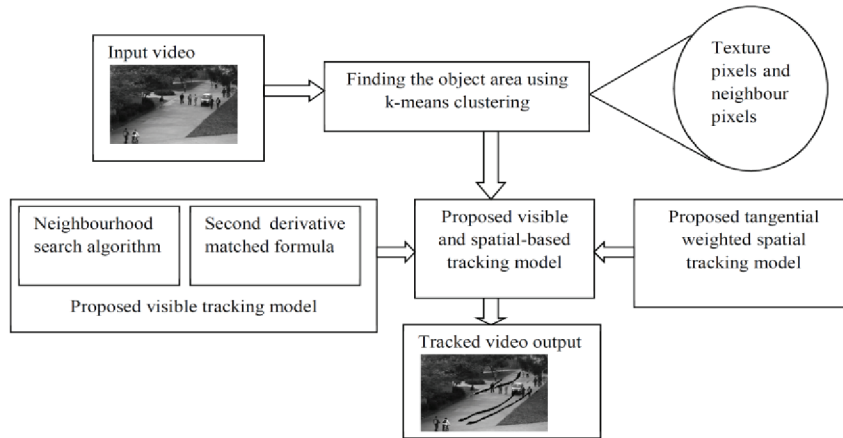 Input video
Finding the object area using
k-means clustering
Texture
pixels and
neighbour
pixels
Neighbourhood
search algorithm
Second derivative
matched formula
Proposed visible tracking model
Proposed visible
and spatial-based
tracking model
Proposed tangential
weighted spatial
tracking model
Tracked video output